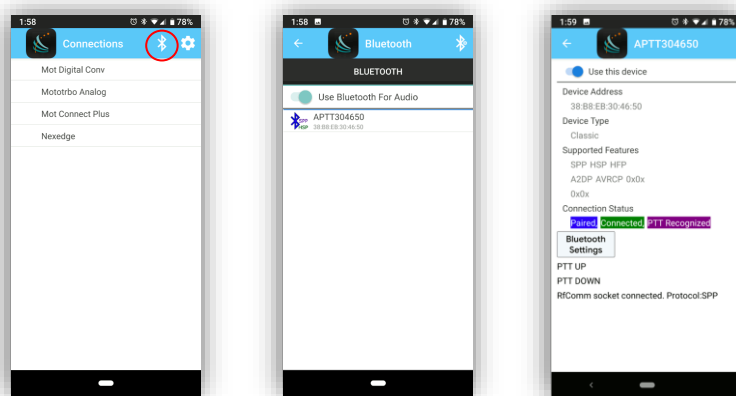 1:58 78%
Connections
Mot Digital Conv
Mototrbo Analog
Mot Connect Plus
Nexedge
1:58 78%
Bluetooth
BLUETOOTH
Use Bluetooth For Audio
SPP APTT304650
HSP 38:B8:EB:30:46:50
1:59 78%
APTT304650
Use this device
Device Address
38:B8:EB:30:46:50
Device Type
Classic
Supported Features
SPP HSP HFP
A2DP AVRCP 0x0x
0x0x
Connection Status
Paired, Connected, PTT Recognized
Bluetooth
Settings
PTT UP
PTT DOWN
RfComm socket connected. Protocol:SPP